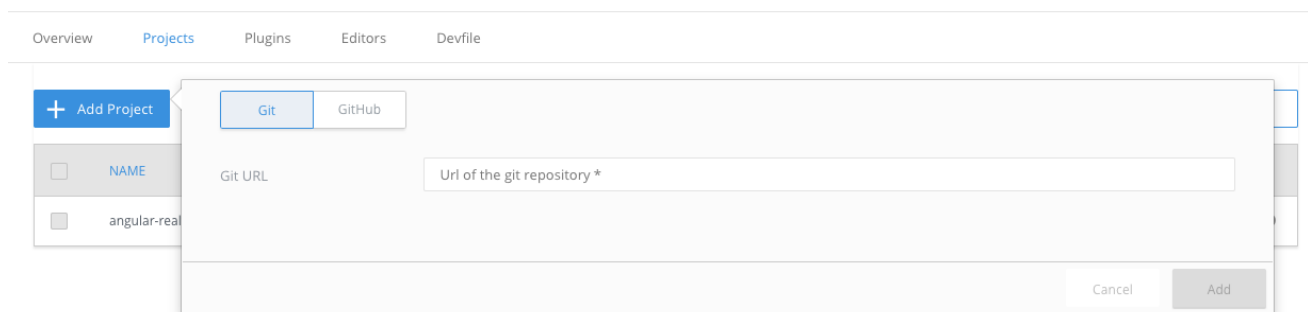 Overview Projects Plugins Editors Devfile
+ Add Project Git GitHub
NAME Git URL Url of the git repository *
angular-real
Cancel Add